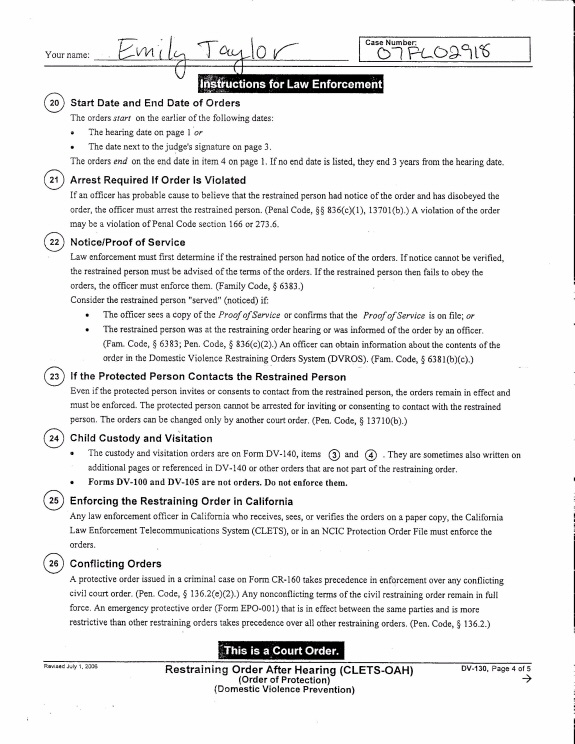 Your name: Emily Taylor
Case Number:
07FL02918
Instructions for Law Enforcement
20 Start Date and End Date of Orders
The orders start on the earlier of the following dates:
• The hearing date on page 1 or
• The date next to the judge's signature on page 3.
The orders end on the end date in item 4 on page 1. If no end date is listed, they end 3 years from the hearing date.
21 Arrest Required If Order Is Violated
If an officer has probable cause to believe that the restrained person had notice of the order and has disobeyed the
order, the officer must arrest the restrained person. (Penal Code, §§ 836(c)(1), 13701(b).) A violation of the order
may be a violation of Penal Code section 166 or 273.6.
22 Notice/Proof of Service
Law enforcement must first determine if the restrained person had notice of the orders. If notice cannot be verified,
the restrained person must be advised of the terms of the orders. If the restrained person then fails to obey the
orders, the officer must enforce them. (Family Code, § 6383.)
Consider the restrained person "served" (noticed) if:
• The officer sees a copy of the Proof of Service or confirms that the Proof of Service is on file; or
• The restrained person was at the restraining order hearing or was informed of the order by an officer.
(Fam. Code, § 6383; Pen. Code, § 836(c)(2).) An officer can obtain information about the contents of the
order in the Domestic Violence Restraining Orders System (DVROS). (Fam. Code, § 6381(b)(c).)
23 If the Protected Person Contacts the Restrained Person
Even if the protected person invites or consents to contact from the restrained person, the orders remain in effect and
must be enforced. The protected person cannot be arrested for inviting or consenting to contact with the restrained
person. The orders can be changed only by another court order. (Pen. Code, § 13710(b).)
24 Child Custody and Visitation
• The custody and visitation orders are on Form DV-140, items 3 and 4 . They are sometimes also written on
additional pages or referenced in DV-140 or other orders that are not part of the restraining order.
• Forms DV-100 and DV-105 are not orders. Do not enforce them.
25 Enforcing the Restraining Order in California
Any law enforcement officer in California who receives, sees, or verifies the orders on a paper copy, the California
Law Enforcement Telecommunications System (CLETS), or in an NCIC Protection Order File must enforce the
orders.
26 Conflicting Orders
A protective order issued in a criminal case on Form CR-160 takes precedence in enforcement over any conflicting
civil court order. (Pen. Code, § 136.2(e)(2).) Any nonconflicting terms of the civil restraining order remain in full
force. An emergency protective order (Form EPO-001) that is in effect between the same parties and is more
restrictive than other restraining orders takes precedence over all other restraining orders. (Pen. Code, § 136.2.)
This is a Court Order.
Revised July 1, 2006
Restraining Order After Hearing (CLETS-OAH)
(Order of Protection)
(Domestic Violence Prevention)
DV-130, Page 4 of 5
→